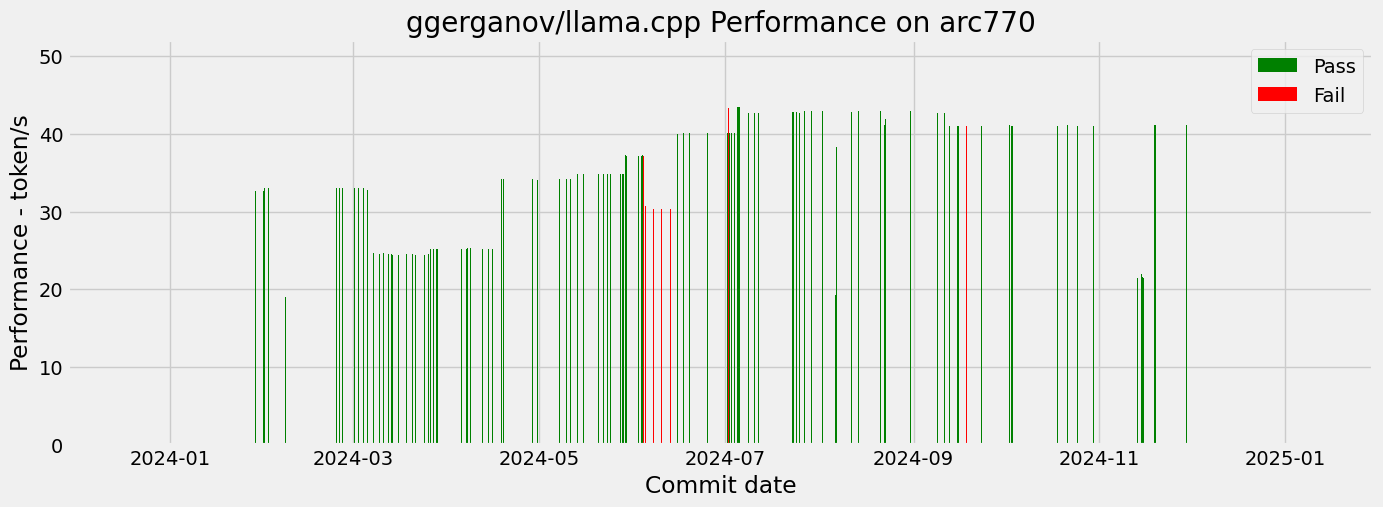 ggerganov/llama.cpp Performance on arc770
Performance - token/s
50
40
30
20
10
0
Pass
Fail
2024-01 2024-03 2024-05 2024-07 2024-09 2024-11 2025-01
Commit date